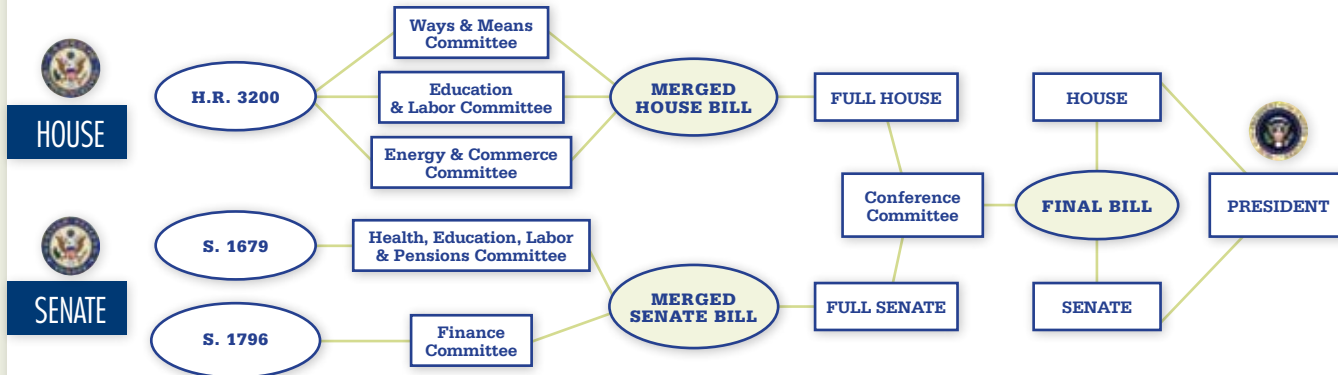 HOUSE
H.R. 3200
Ways & Means
Committee
Education
& Labor Committee
Energy & Commerce
Committee
MERGED
HOUSE BILL
FULL HOUSE
HOUSE
SENATE
S. 1679
Health, Education, Labor
& Pensions Committee
S. 1796
Finance
Committee
MERGED
SENATE BILL
FULL SENATE
Conference
Committee
FINAL BILL
SENATE
PRESIDENT